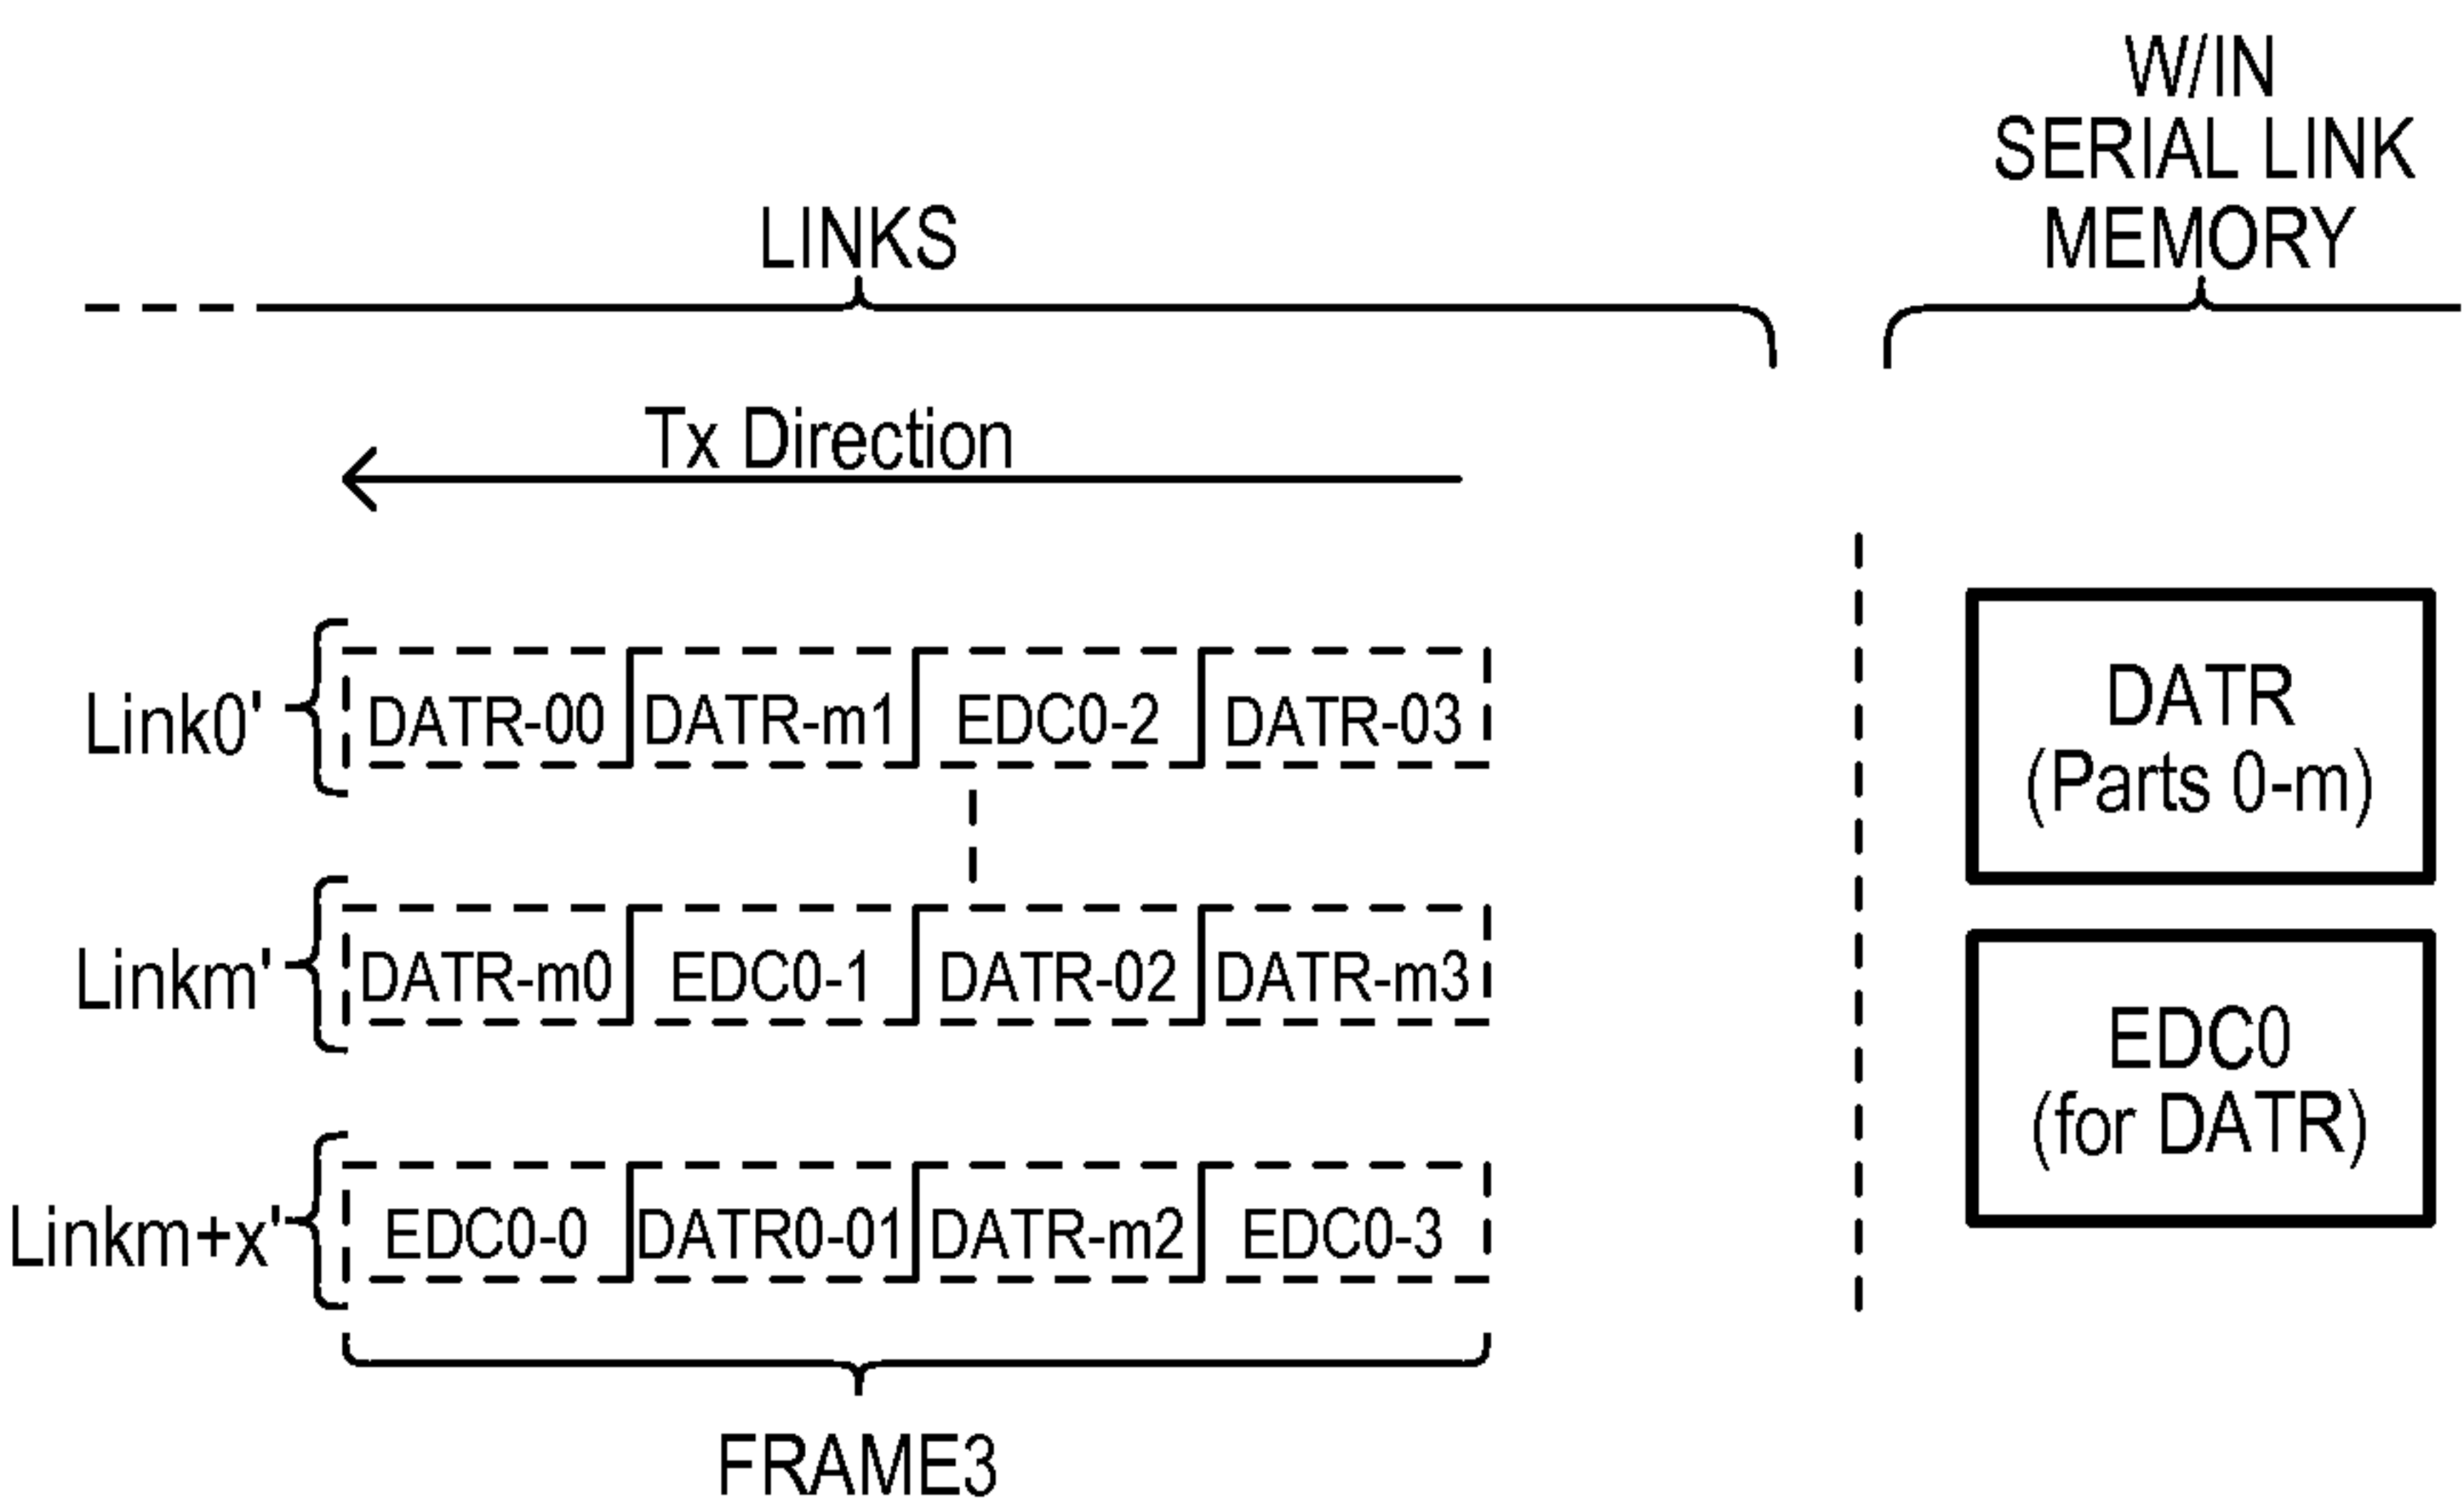 W/IN
SERIAL LINK
MEMORY
LINKS
Tx Direction
Link0' DATR-00 DATR-m1 EDC0-2 DATR-03
Linkm' DATR-m0 EDC0-1 DATR-02 DATR-m3
Linkm+x' EDC0-0 DATR0-01 DATR-m2 EDC0-3
FRAME3
DATR
(Parts 0-m)
EDC0
(for DATR)